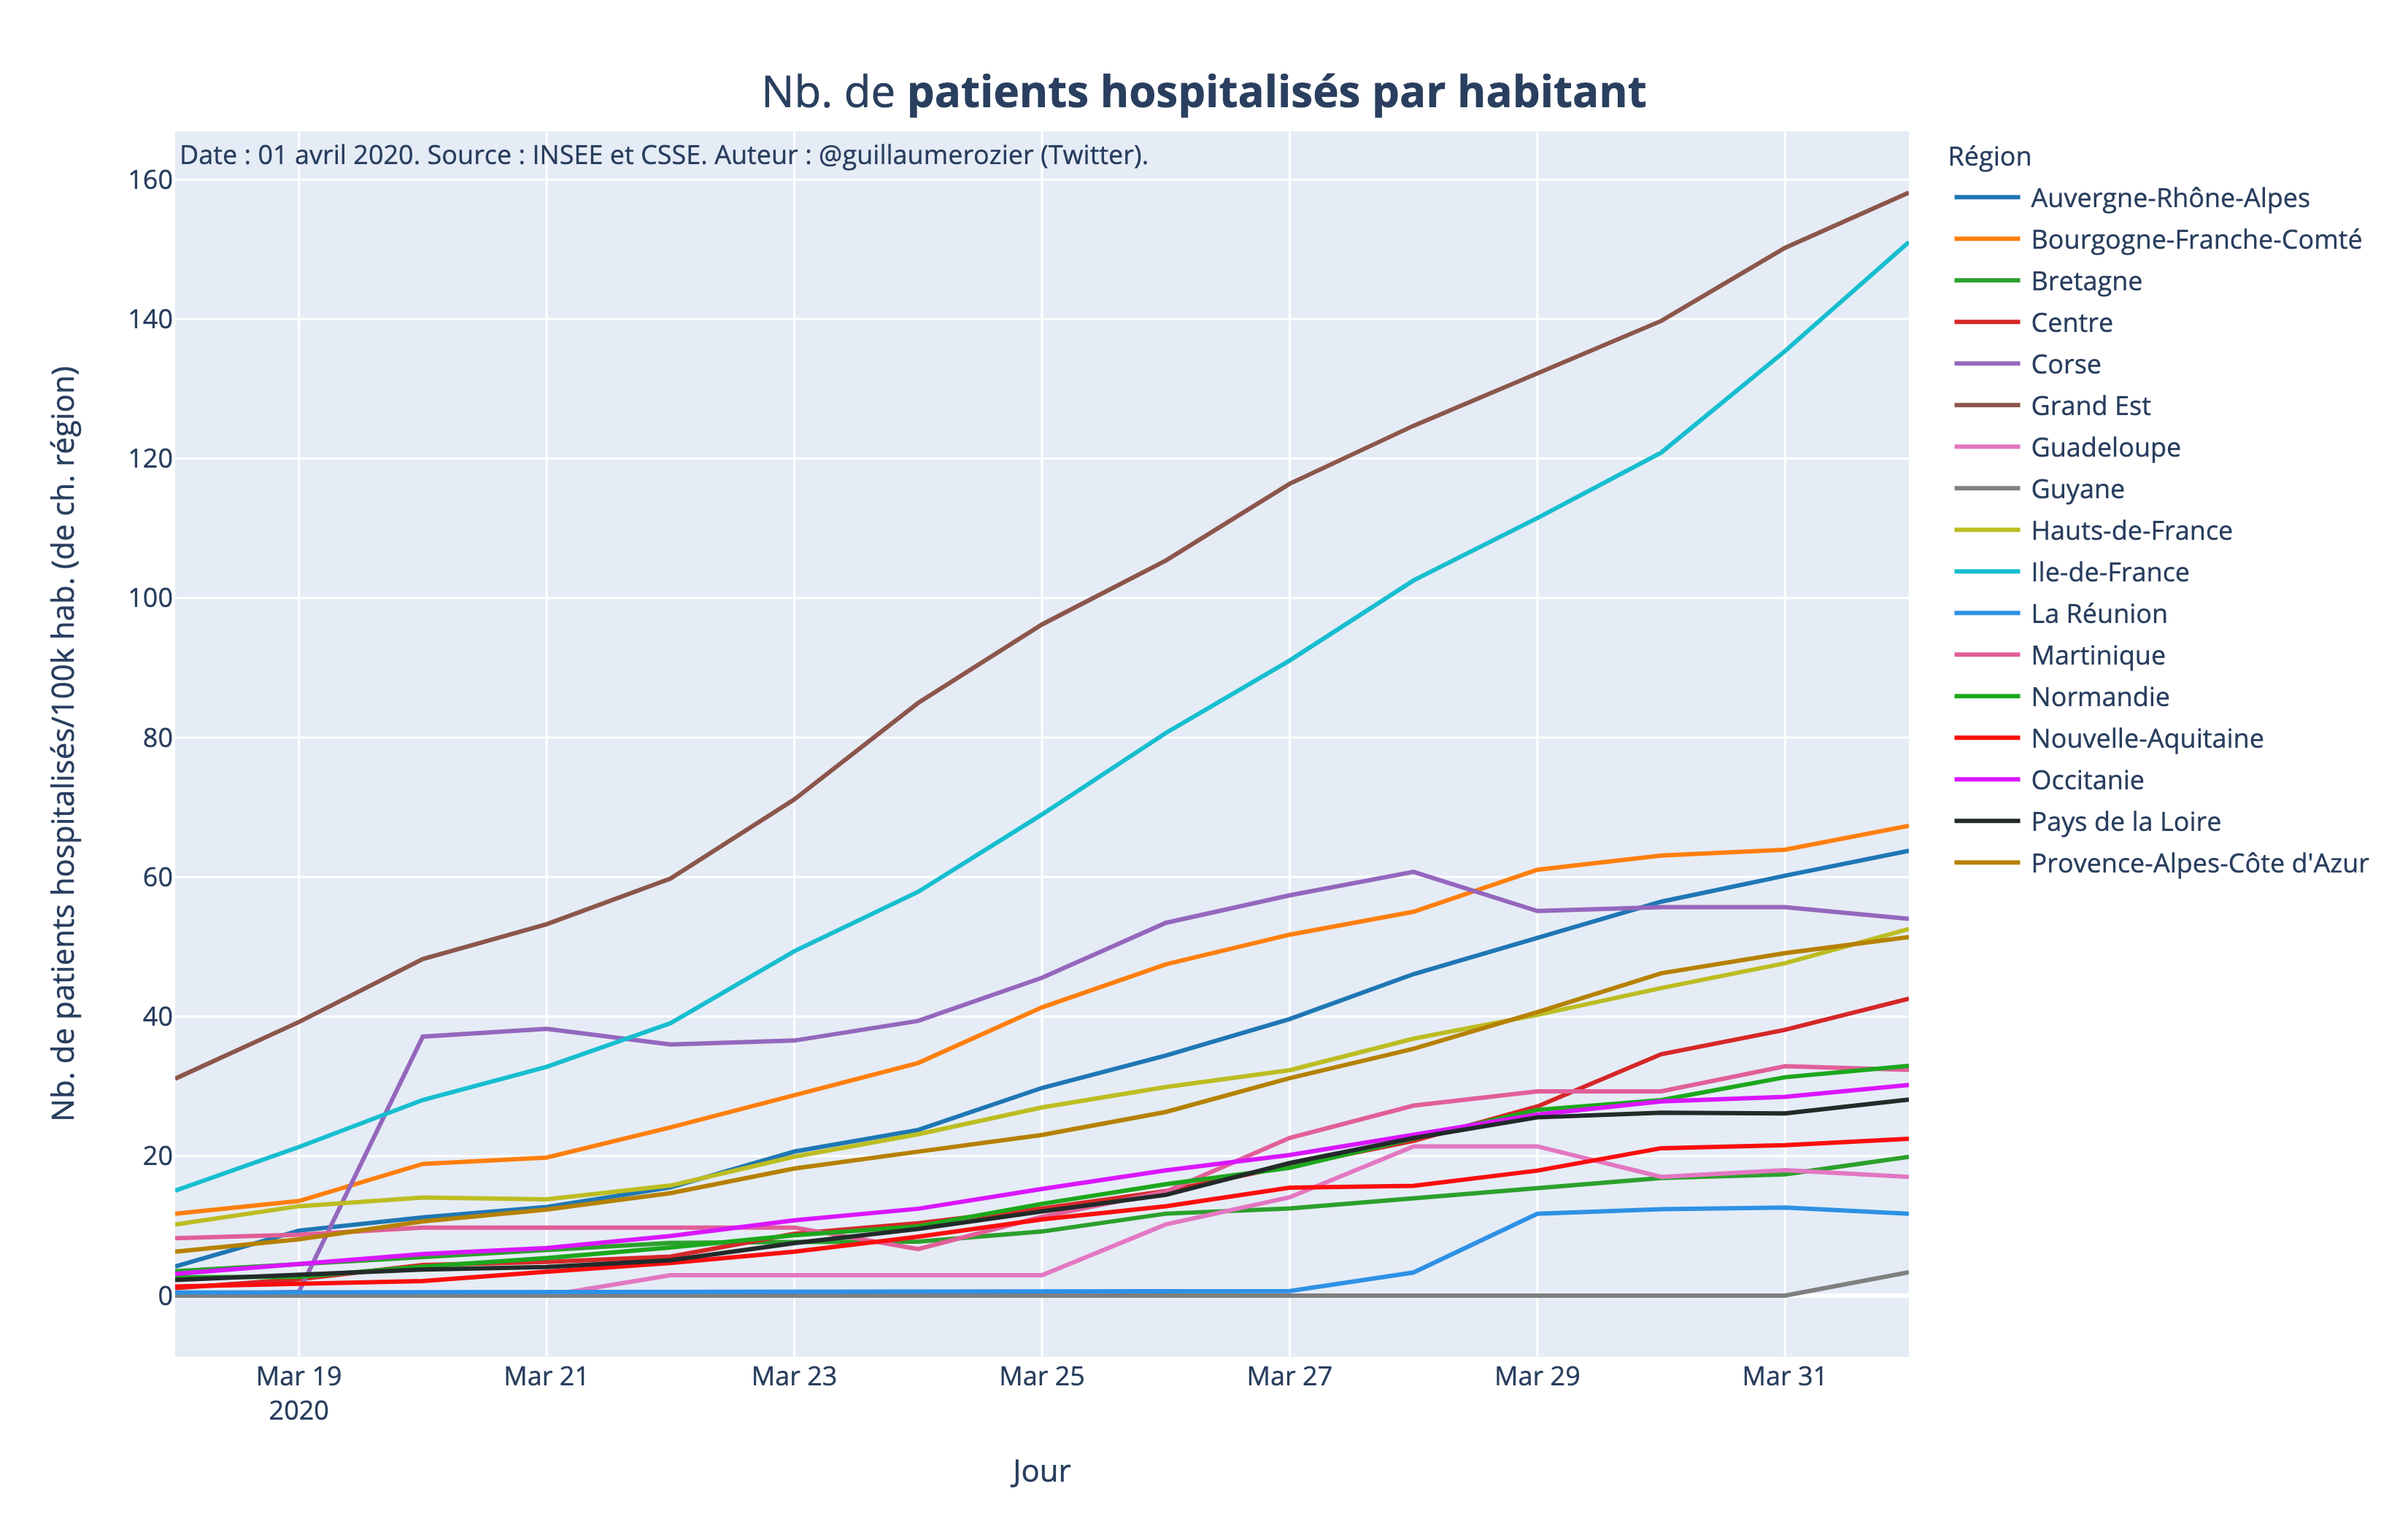 Nb. de patients hospitalisés par habitant
Date : 01 avril 2020. Source : INSEE et CSSE. Auteur : @guillaumerozier (Twitter).
Nb. de patients hospitalisés/100k hab. (de ch. région)
160
140
120
100
80
60
40
20
0
Mar 19
2020
Mar 21
Mar 23
Mar 25
Mar 27
Mar 29
Mar 31
Jour
Région
Auvergne-Rhône-Alpes
Bourgogne-Franche-Comté
Bretagne
Centre
Corse
Grand Est
Guadeloupe
Guyane
Hauts-de-France
Ile-de-France
La Réunion
Martinique
Normandie
Nouvelle-Aquitaine
Occitanie
Pays de la Loire
Provence-Alpes-Côte d'Azur